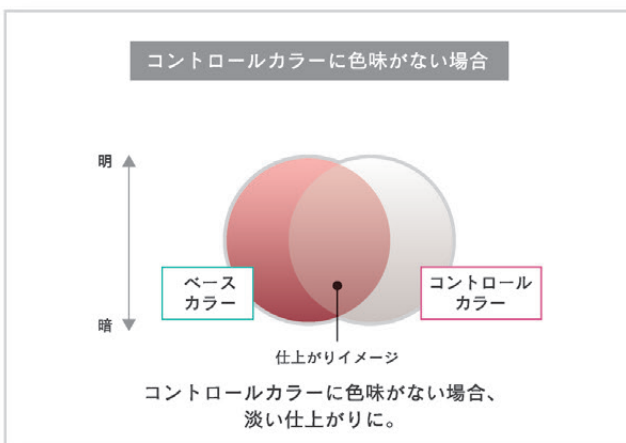 コントロールカラーに色味がない場合
明
ベース
カラー
コントロール
カラー
暗
仕上がりイメージ
コントロールカラーに色味がない場合、
淡い仕上がりに。